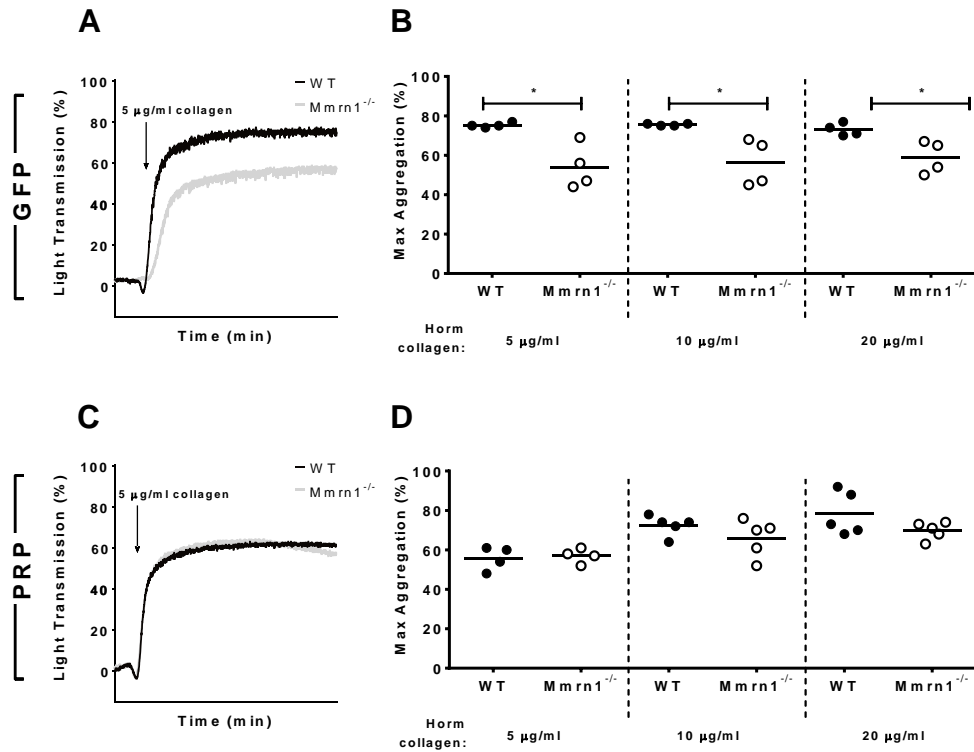 A
GFP
Light Transmission (%)
100
80
60
40
20
0
5 μg/ml collagen
WT
Mmrn1-/-
Time (min)
B
Max Aggregation (%)
100
80
60
40
20
0
* * *
WT Mmrn1-/- WT Mmrn1-/- WT Mmrn1-/-
Horm
collagen: 5 μg/ml 10 μg/ml 20 μg/ml
C
PRP
Light Transmission (%)
100
80
60
40
20
0
5 μg/ml collagen
WT
Mmrn1-/-
Time (min)
D
Max Aggregation (%)
100
80
60
40
20
0
WT Mmrn1-/- WT Mmrn1-/- WT Mmrn1-/-
Horm
collagen: 5 μg/ml 10 μg/ml 20 μg/ml